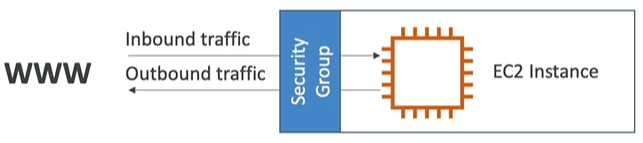 WWW
Inbound traffic
Outbound traffic
Security
Group
EC2 Instance